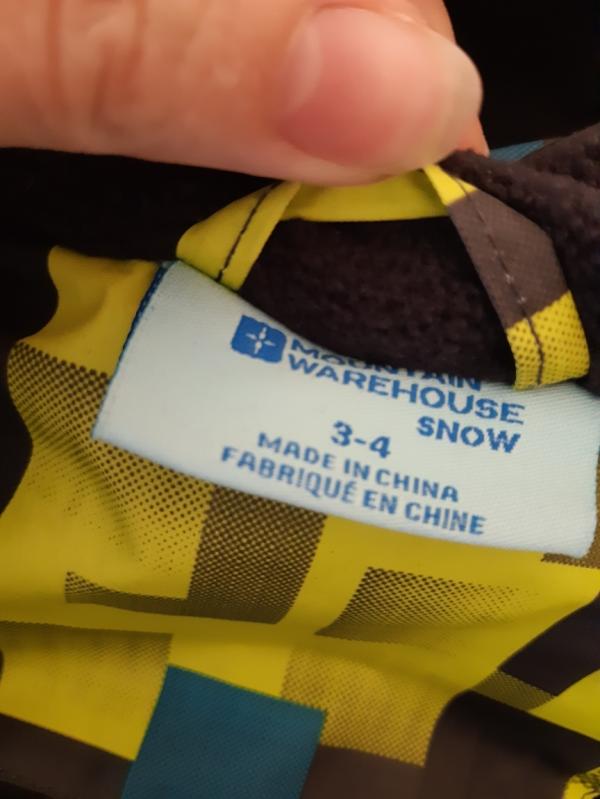 MOUNTAIN
WAREHOUSE
SNOW
3-4
MADE IN CHINA
FABRIQUÉ EN CHINE